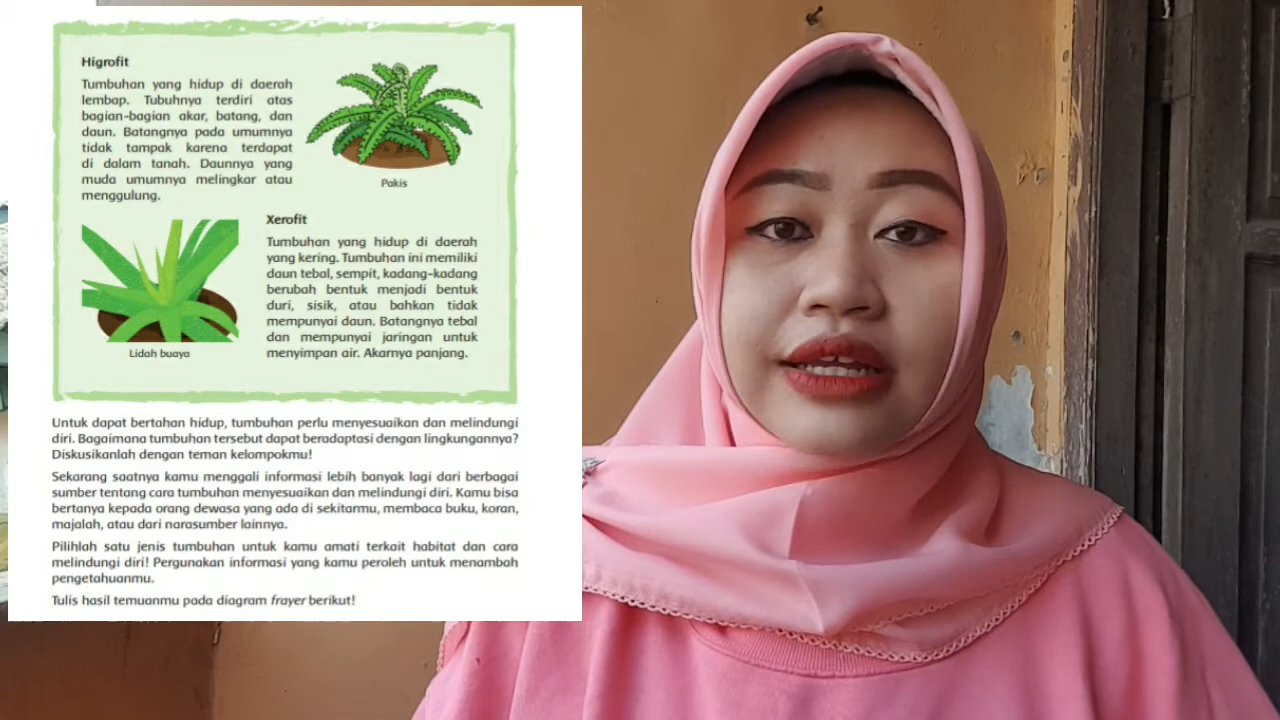 Higrofit
Tumbuhan yang hidup di daerah
lembap. Tubuhnya terdiri atas
bagian-bagian akar, batang, dan
daun. Batangnya pada umumnya
tidak tampak karena terdapat
di dalam tanah. Daunnya yang
muda umumnya melingkar atau
menggulung.
Pakis
Xerofit
Tumbuhan yang hidup di daerah
yang kering. Tumbuhan ini memiliki
daun tebal, sempit, kadang-kadang
berubah bentuk menjadi bentuk
duri, sisik, atau bahkan tidak
mempunyai daun. Batangnya tebal
dan mempunyai jaringan untuk
menyimpan air. Akarnya panjang.
Lidah buaya
Untuk dapat bertahan hidup, tumbuhan perlu menyesuaikan dan melindungi
diri. Bagaimana tumbuhan tersebut dapat beradaptasi dengan lingkungannya?
Diskusikanlah dengan teman kelompokmu!
Sekarang saatnya kamu menggali informasi lebih banyak lagi dari berbagai
sumber tentang cara tumbuhan menyesuaikan dan melindungi diri. Kamu bisa
bertanya kepada orang dewasa yang ada di sekitarmu, membaca buku, koran,
majalah, atau dari narasumber lainnya.
Pilihlah satu jenis tumbuhan untuk kamu amati terkait habitat dan cara
melindungi diri! Pergunakan informasi yang kamu peroleh untuk menambah
pengetahuanmu.
Tulis hasil temuanmu pada diagram frayer berikut!